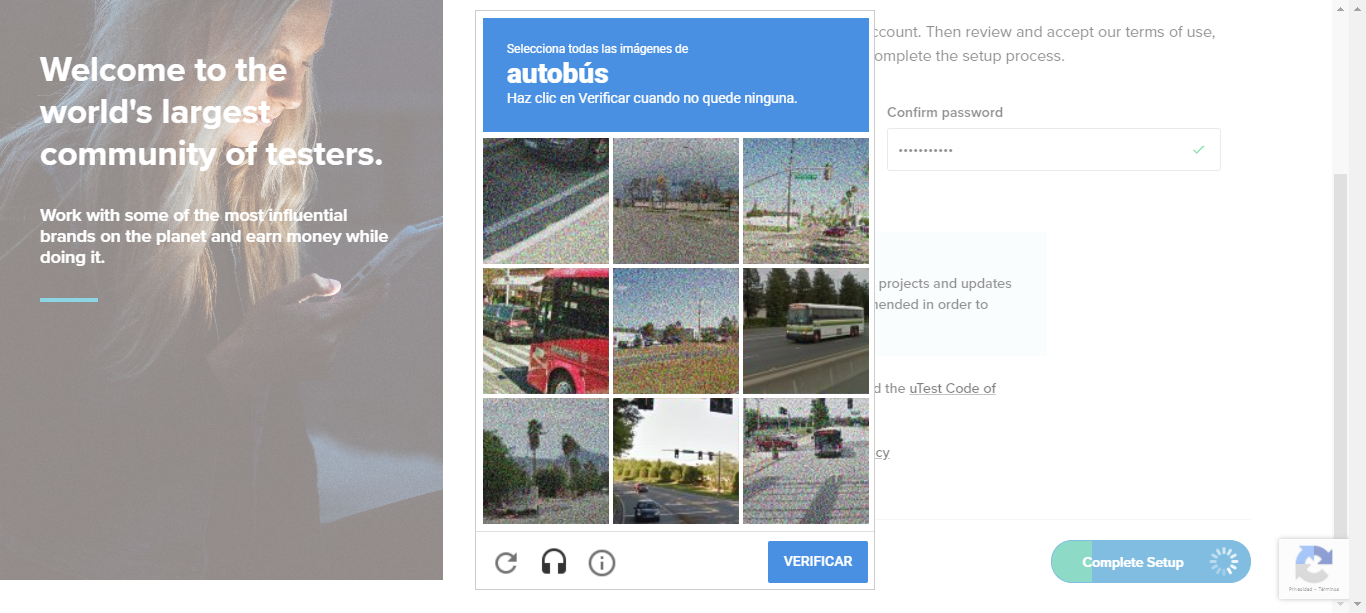 Welcome to the
world's largest
community of testers.
Work with some of the most influential
brands on the planet and earn money while
doing it.
Selecciona todas las imágenes de
autobús
Haz clic en Verificar cuando no quede ninguna.
VERIFICAR
ccount. Then review and accept our terms of use,
omplete the setup process.
Confirm password
•••••••••••
projects and updates
ended in order to
d the uTest Code of
cy
Complete Setup
Privacidad - Términos